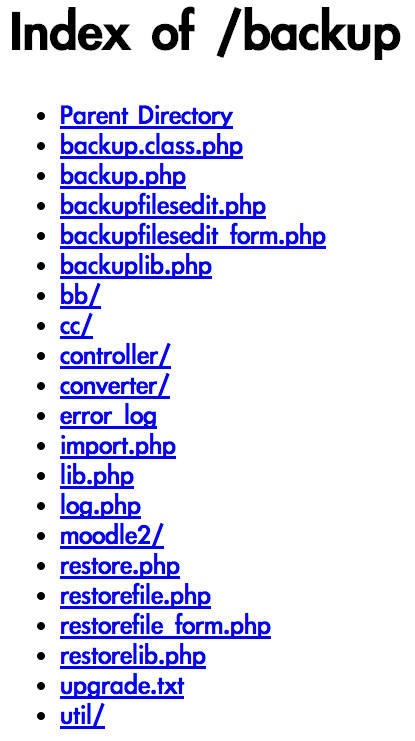 Index of /backup
Parent Directory
backup.class.php
backup.php
backupfilesedit.php
backupfilesedit_form.php
backuplib.php
bb/
cc/
controller/
converter/
error_log
import.php
lib.php
log.php
moodle2/
restore.php
restorefile.php
restorefile_form.php
restorelib.php
upgrade.txt
util/